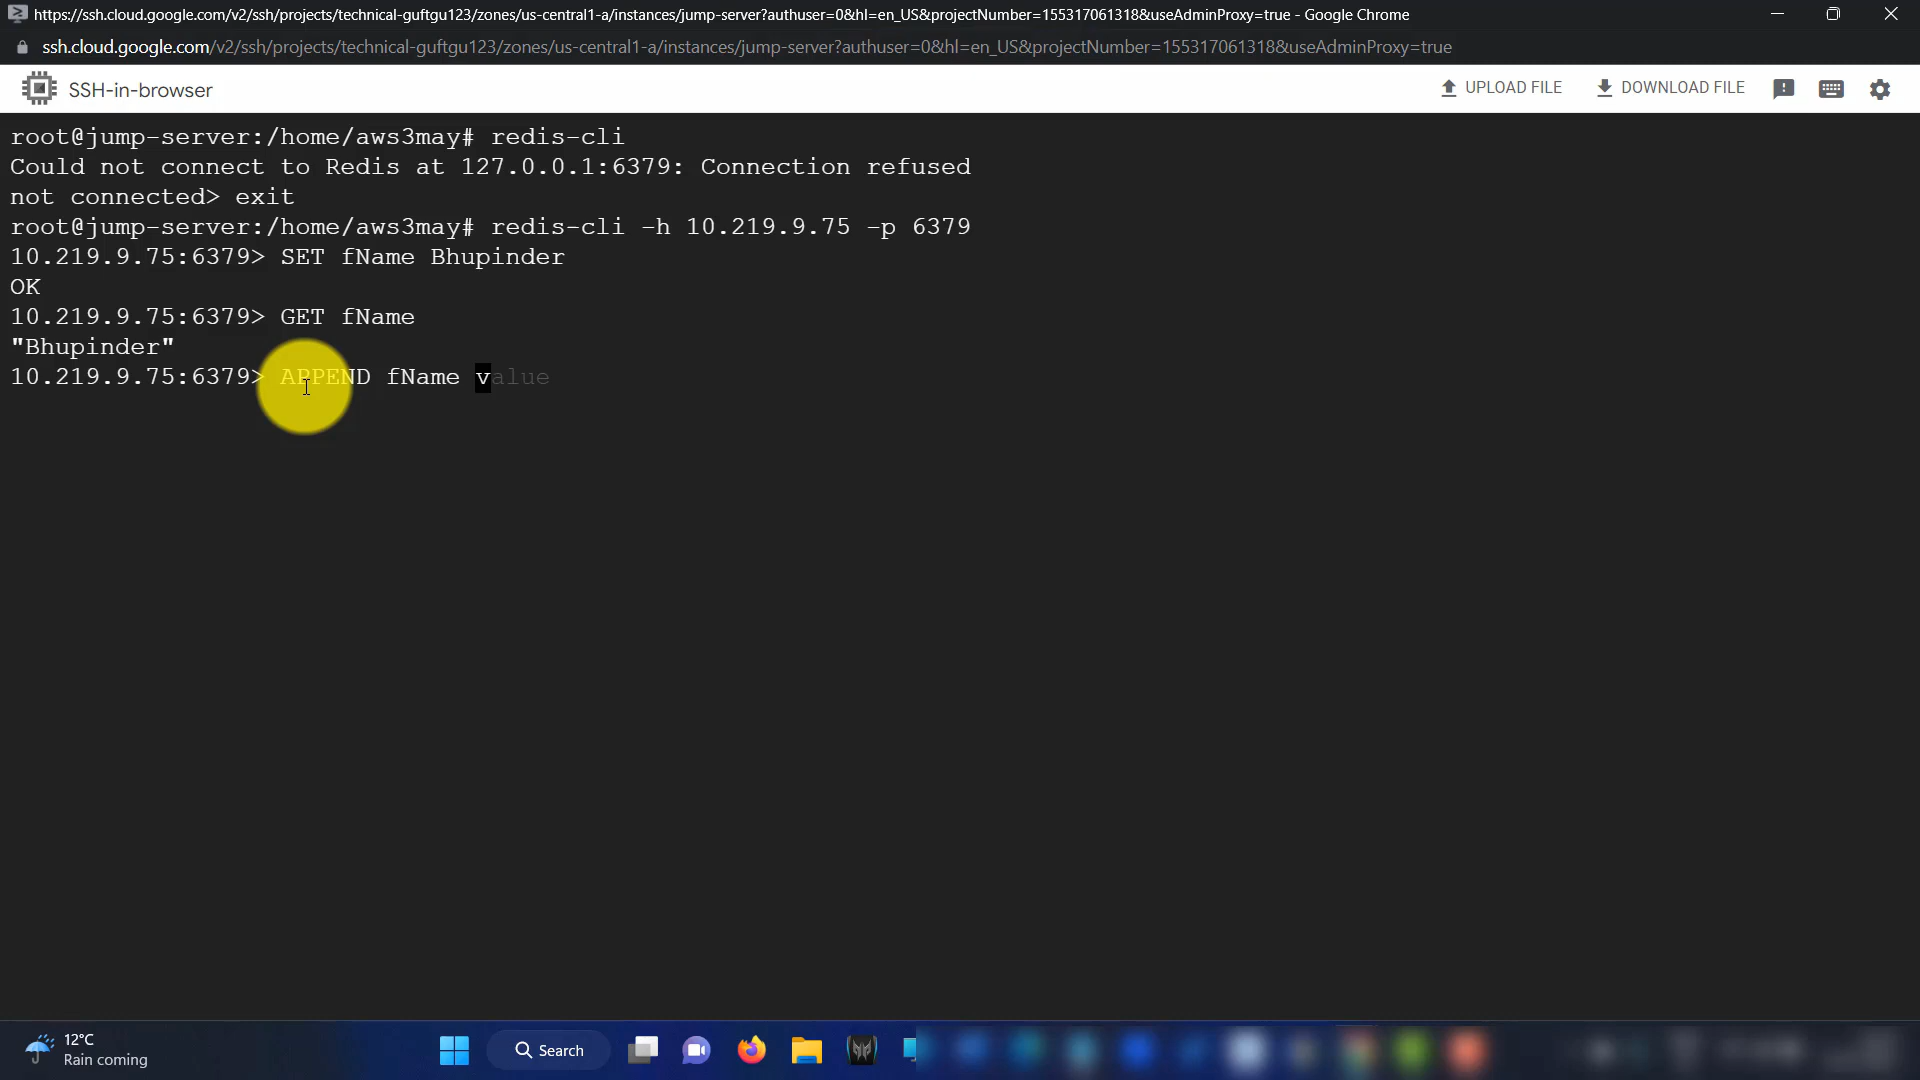 https://ssh.cloud.google.com/v2/ssh/projects/technical-guftgu123/zones/us-central1-a/instances/jump-server?authuser=0&hl=en_US&projectNumber=155317061318&useAdminProxy=true - Google Chrome
ssh.cloud.google.com/v2/ssh/projects/technical-guftgu123/zones/us-central1-a/instances/jump-server?authuser=0&hl=en_US&projectNumber=155317061318&useAdminProxy=true
SSH-in-browser
UPLOAD FILE
DOWNLOAD FILE
root@jump-server:/home/aws3may# redis-cli
Could not connect to Redis at 127.0.0.1:6379: Connection refused
not connected> exit
root@jump-server:/home/aws3may# redis-cli -h 10.219.9.75 -p 6379
10.219.9.75:6379> SET fName Bhupinder
OK
10.219.9.75:6379> GET fName
"Bhupinder"
10.219.9.75:6379> APPEND fName value
12°C
Rain coming
Search